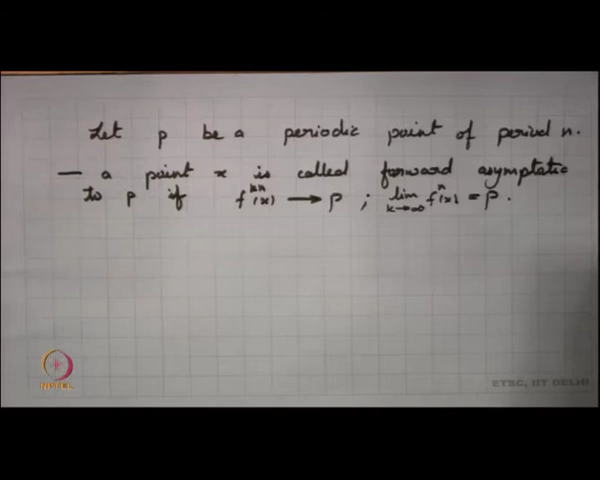 Let p be a periodic point of period n.
— a point x is called forward asymptotic
to p if f^{kn}(x) ⟶ p ; lim_{k→∞} f^{n}(x) = p.
NPTEL
ETSC, IIT DELHI